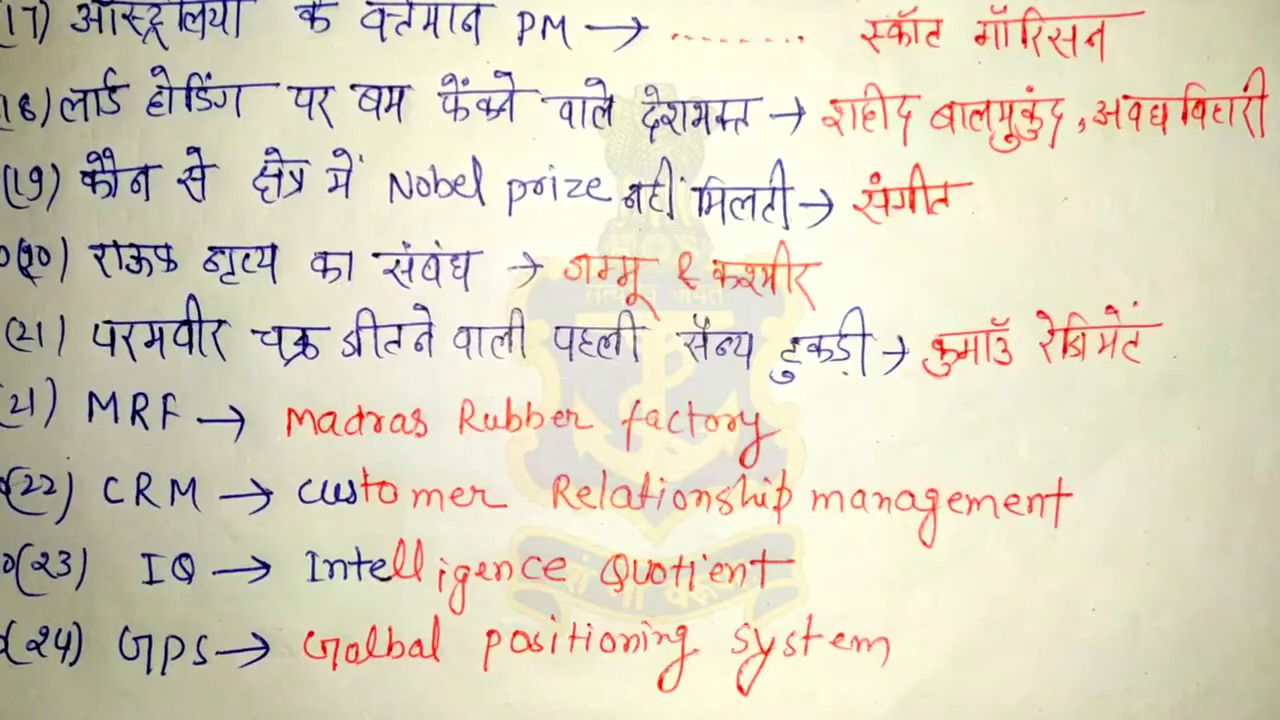 (17) ऑस्ट्रेलिया के वर्तमान PM → ......... स्कॉट मॉरिसन
(18) लार्ड होर्डिंग पर बम फेंकने वाले देशभक्त → शहीद बालमुकुंद, अवध बिहारी
(19) कौन से क्षेत्र में Nobel prize नहीं मिलती → संगीत
(20) राऊफ नृत्य का संबंध → जम्मू & कश्मीर
(21) परमवीर चक्र जीतने वाली पहली सैन्य टुकड़ी → कुमाऊँ रेजिमेंट
(21) MRF → Madras Rubber factory
(22) CRM → customer Relationship management
(23) IQ → Intelligence Quotient
(24) GPS → Golbal positioning system